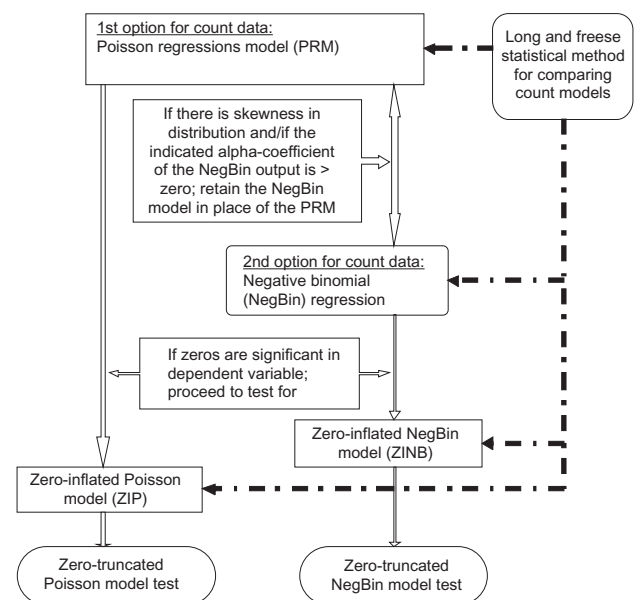 1st option for count data:
Poisson regressions model (PRM)
Long and freese
statistical method
for comparing
count models
If there is skewness in
distribution and/if the
indicated alpha-coefficient
of the NegBin output is >
zero; retain the NegBin
model in place of the PRM
2nd option for count data:
Negative binomial
(NegBin) regression
If zeros are significant in
dependent variable;
proceed to test for
Zero-inflated NegBin
model (ZINB)
Zero-inflated Poisson
model (ZIP)
Zero-truncated
Poisson model test
Zero-truncated
NegBin model test